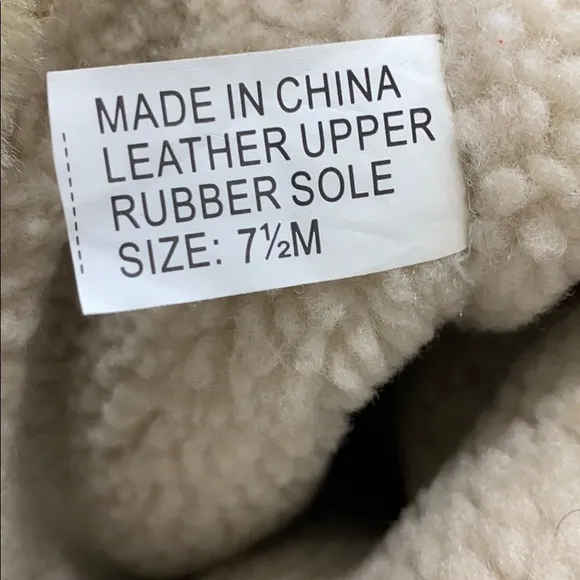 MADE IN CHINA
LEATHER UPPER
RUBBER SOLE
SIZE: 7½M